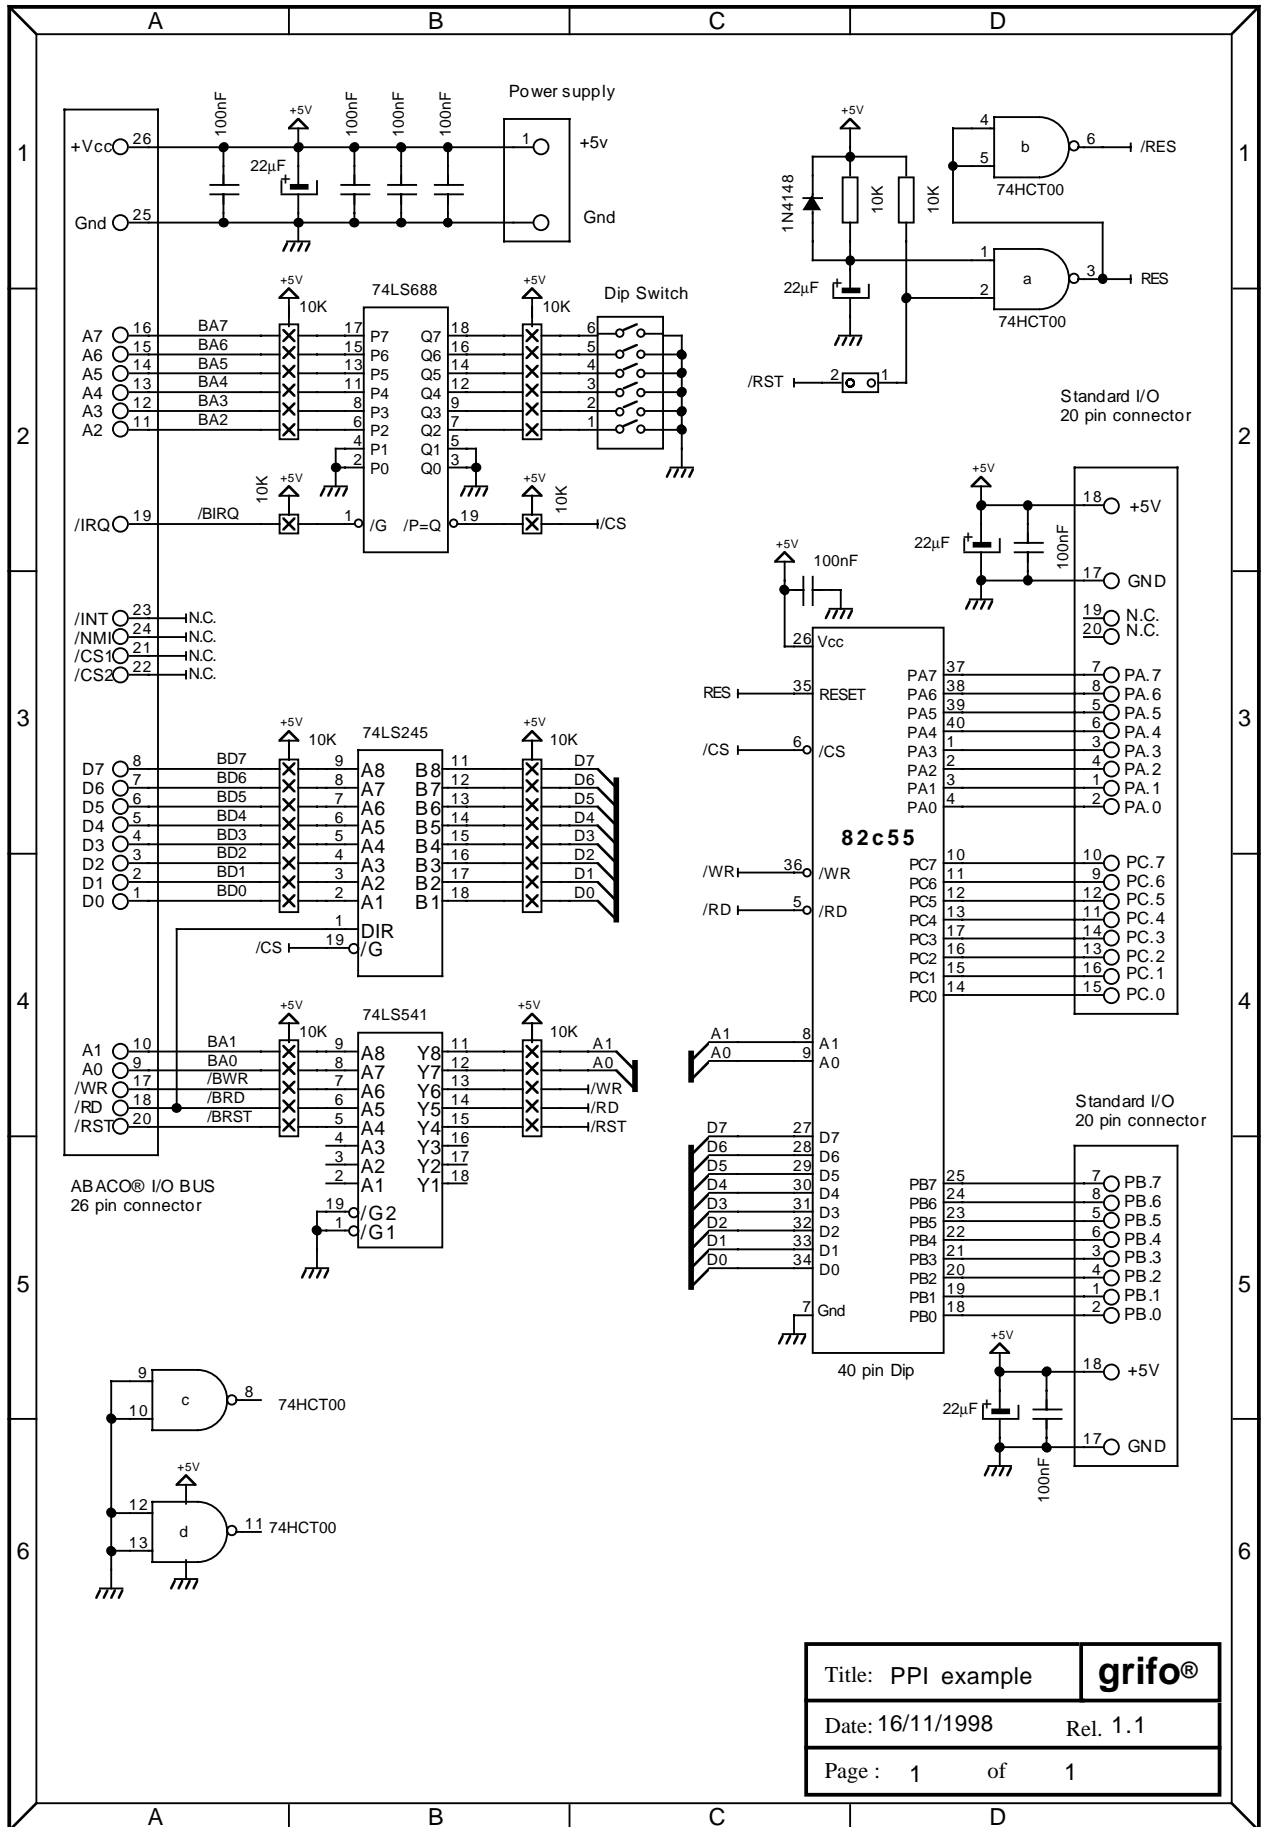 A B C D
1 1
2 2
3 3
4 4
5 5
6 6
Power supply
+Vcc 26
Gnd 25
100nF
+5V
22µF
100nF
100nF
100nF
1 +5v
Gnd
+5V
1N4148
10K
10K
22µF
4
5
b
6 /RES
74HCT00
1
2
a
3 RES
74HCT00
/RST 2 1
+5V
10K
74LS688
+5V
10K
Dip Switch
A7 16 BA7 17 P7 Q7 18 6
A6 15 BA6 15 P6 Q6 16 5
A5 14 BA5 13 P5 Q5 14 4
A4 13 BA4 11 P4 Q4 12 3
A3 12 BA3 8 P3 Q3 9 2
A2 11 BA2 6 P2 Q2 7 1
4 P1 Q1 5
2 P0 Q0 3
10K
+5V
+5V
10K
/IRQ 19 /BIRQ 1 /G /P=Q 19 /CS
/INT 23 N.C.
/NMI 24 N.C.
/CS1 21 N.C.
/CS2 22 N.C.
+5V
10K
74LS245
+5V
10K
D7 8 BD7 9 A8 B8 11 D7
D6 7 BD6 8 A7 B7 12 D6
D5 6 BD5 7 A6 B6 13 D5
D4 5 BD4 6 A5 B5 14 D4
D3 4 BD3 5 A4 B4 15 D3
D2 3 BD2 4 A3 B3 16 D2
D1 2 BD1 3 A2 B2 17 D1
D0 1 BD0 2 A1 B1 18 D0
1 DIR
/CS 19 /G
+5V
10K
74LS541
+5V
10K
A1 10 BA1 9 A8 Y8 11 A1
A0 9 BA0 8 A7 Y7 12 A0
/WR 17 /BWR 7 A6 Y6 13 /WR
/RD 18 /BRD 6 A5 Y5 14 /RD
/RST 20 /BRST 5 A4 Y4 15 /RST
4 A3 Y3 16
3 A2 Y2 17
2 A1 Y1 18
19 /G2
1 /G1
ABACO® I/O BUS
26 pin connector
9
10
c
8 74HCT00
+5V
12
13
d
11 74HCT00
+5V
100nF
26 Vcc
RES 35 RESET
/CS 6 /CS
82c55
/WR 36 /WR
/RD 5 /RD
A1 8 A1
A0 9 A0
D7 27 D7
D6 28 D6
D5 29 D5
D4 30 D4
D3 31 D3
D2 32 D2
D1 33 D1
D0 34 D0
7 Gnd
40 pin Dip
Standard I/O
20 pin connector
+5V
22µF
100nF
18 +5V
17 GND
19 N.C.
20 N.C.
PA7 37 7 PA.7
PA6 38 8 PA.6
PA5 39 5 PA.5
PA4 40 6 PA.4
PA3 1 3 PA.3
PA2 2 4 PA.2
PA1 3 1 PA.1
PA0 4 2 PA.0
PC7 10 10 PC.7
PC6 11 9 PC.6
PC5 12 12 PC.5
PC4 13 11 PC.4
PC3 17 14 PC.3
PC2 16 13 PC.2
PC1 15 16 PC.1
PC0 14 15 PC.0
Standard I/O
20 pin connector
PB7 25 7 PB.7
PB6 24 8 PB.6
PB5 23 5 PB.5
PB4 22 6 PB.4
PB3 21 3 PB.3
PB2 20 4 PB.2
PB1 19 1 PB.1
PB0 18 2 PB.0
+5V
22µF
100nF
18 +5V
17 GND
Title: PPI example grifo®
Date: 16/11/1998 Rel. 1.1
Page : 1 of 1
A B C D